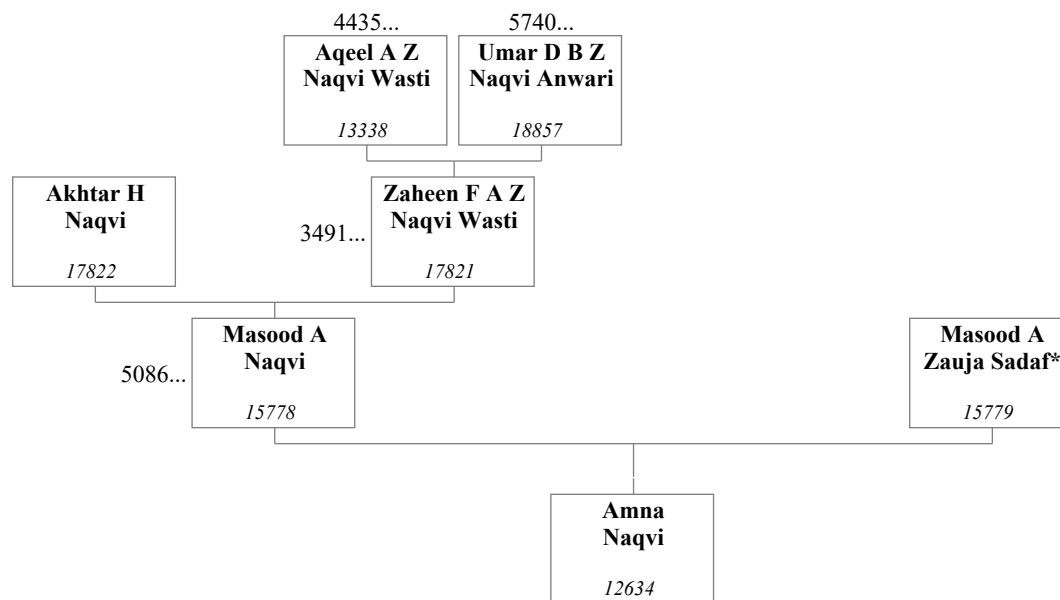 4435...
5740...
Aqeel A Z
Naqvi Wasti
13338
Umar D B Z
Naqvi Anwari
18857
Akhtar H
Naqvi
17822
3491...
Zaheen F A Z
Naqvi Wasti
17821
5086...
Masood A
Naqvi
15778
Masood A
Zauja Sadaf*
15779
Amna
Naqvi
12634